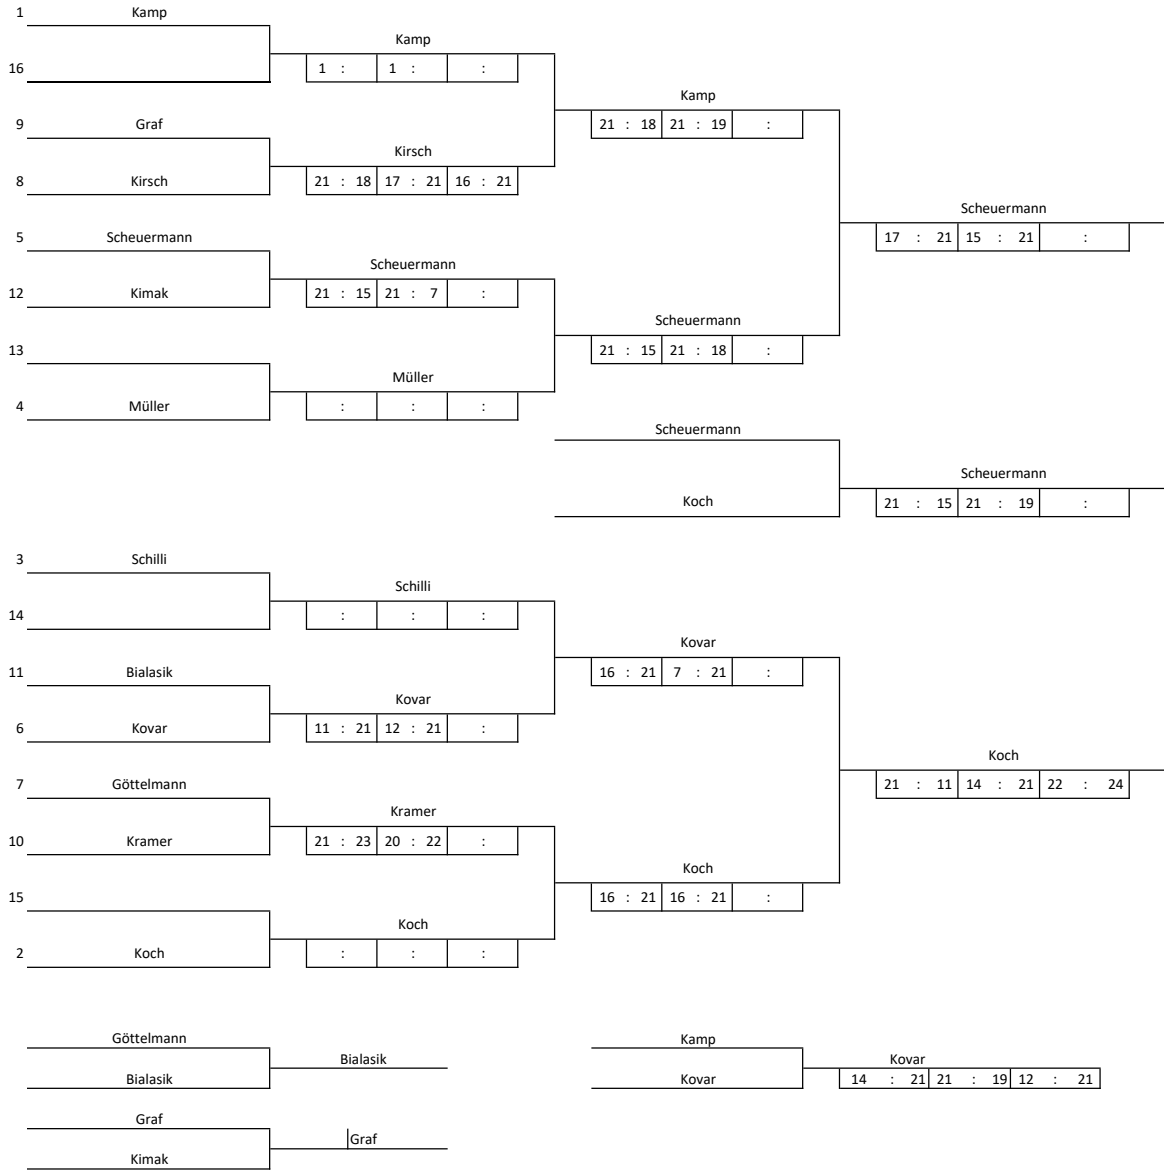 1 Kamp
Kamp
16 1 : 1 : :
Kamp
9 Graf 21 : 18 21 : 19 :
Kirsch
8 Kirsch 21 : 18 17 : 21 16 : 21
Scheuermann
5 Scheuermann 17 : 21 15 : 21 :
Scheuermann
12 Kimak 21 : 15 21 : 7 :
Scheuermann
13 21 : 15 21 : 18 :
Müller
4 Müller : : :
Scheuermann
Scheuermann
Koch 21 : 15 21 : 19 :
3 Schilli
Schilli
14 : : :
Kovar
11 Bialasik 16 : 21 7 : 21 :
Kovar
6 Kovar 11 : 21 12 : 21 :
Koch
7 Göttelmann 21 : 11 14 : 21 22 : 24
Kramer
10 Kramer 21 : 23 20 : 22 :
Koch
15 16 : 21 16 : 21 :
Koch
2 Koch : : :
Göttelmann Kamp
Bialasik Kovar
Bialasik Kovar 14 : 21 21 : 19 12 : 21
Graf
Graf
Kimak